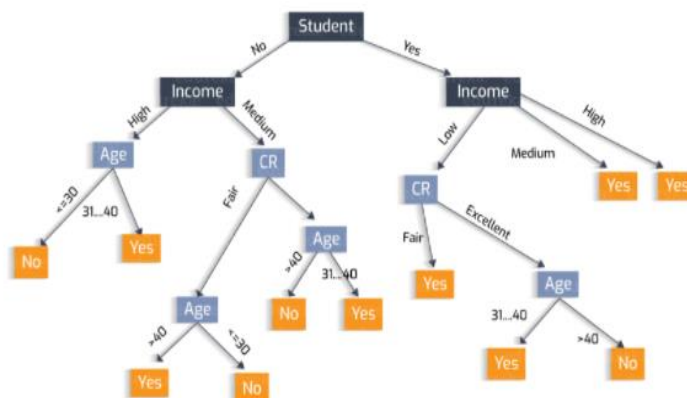 Student
No
Yes
Income
Income
High
Medium
Low
Medium
High
Age
CR
CR
Yes
Yes
<=30
31....40
Fair
Fair
Excellent
No
Yes
Age
Yes
Age
>40
31....40
Age
No
Yes
31....40
>40
>40
<=30
Yes
No
Yes
No